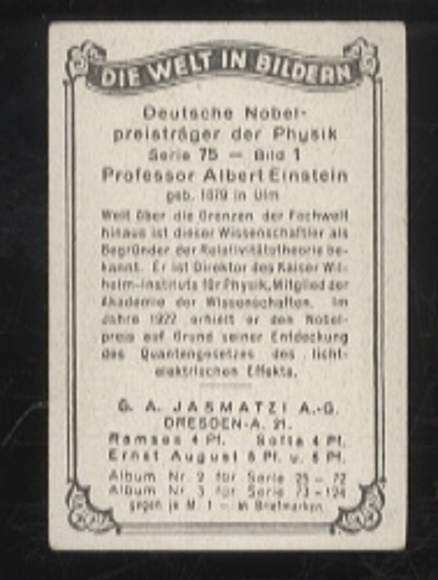 DIE WELT IN BILDERN
Deutsche Nobel-
preisträger der Physik
Serie 75 — Bild 1
Professor Albert Einstein
geb. 1879 in Ulm
Weit über die Grenzen der Fachwelt
hinaus ist dieser Wissenschaftler als
Begründer der Relativitätstheorie be-
kannt. Er ist Direktor des Kaiser Wil-
helm-Instituts für Physik, Mitglied der
Akademie der Wissenschaften. Im
Jahre 1922 erhielt er den Nobel-
preis auf Grund seiner Entdeckung
des Quantengesetzes des licht-
elektrischen Effekts.
G. A. JASMATZI A.-G.
DRESDEN-A. 21.
Ramses 4 Pf. Sofia 4 Pf.
Ernst August 5 Pf. u. 6 Pf.
Album Nr. 2 für Serie 25 — 72
Album Nr. 3 für Serie 73 - 124
gegen je M. 1 — in Briefmarken